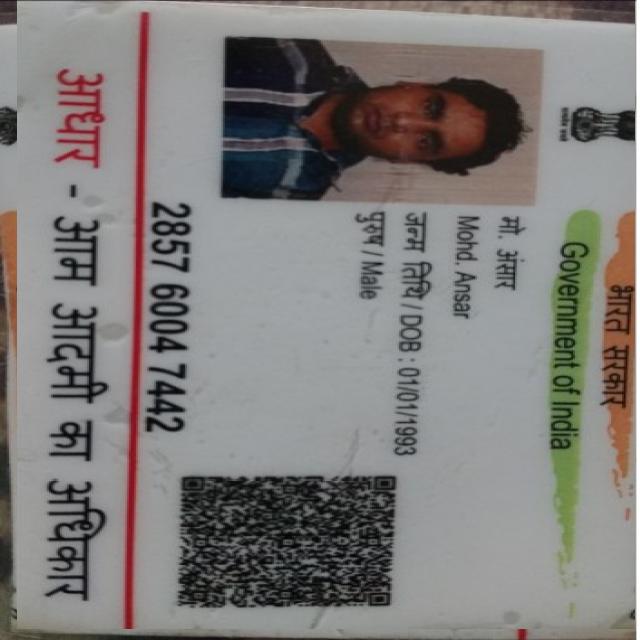 भारत सरकार
Government of India
मो. अंसार
Mohd. Ansar
जन्म तिथि / DOB : 01/01/1993
पुरुष / Male
2857 6004 7442
आधार - आम आदमी का अधिकार